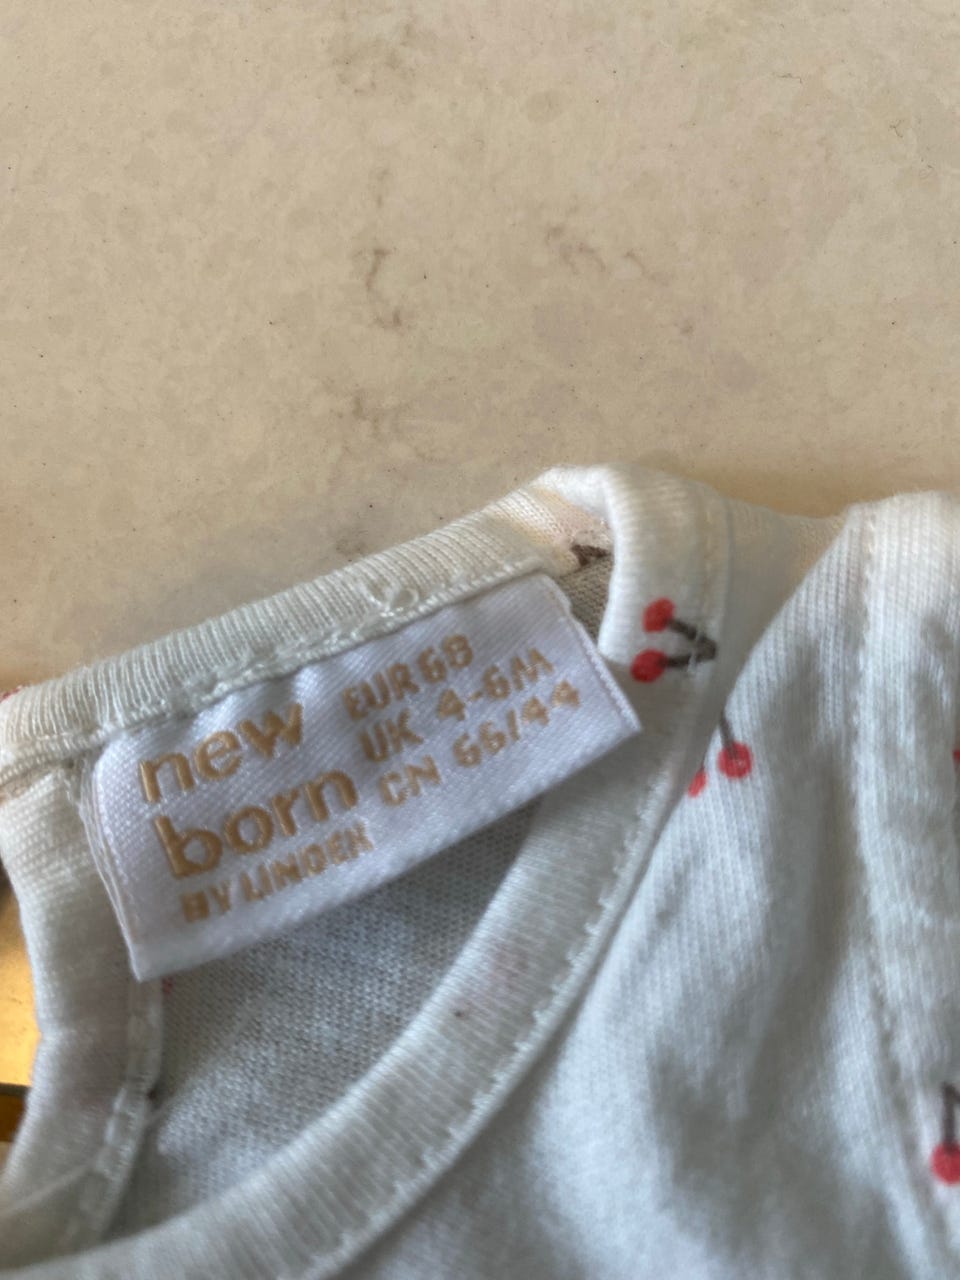 new
born
BY LINDEX
EUR 68
UK 4-6M
CN 66/44